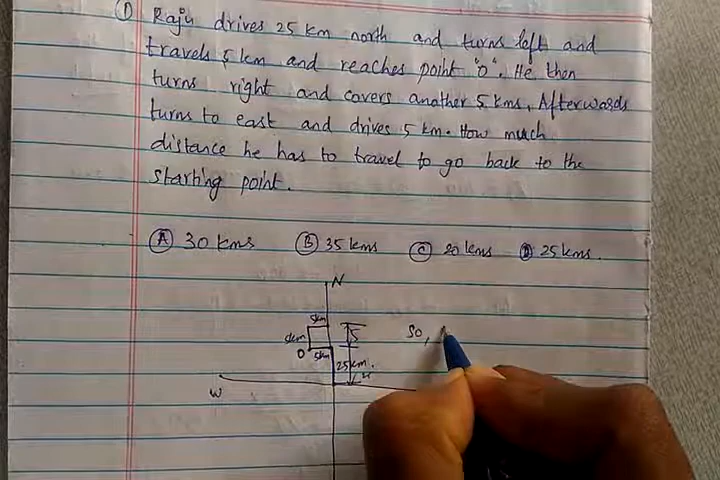 ① Raju drives 25 km north and turns left and
travels 5 km and reaches point "O". He then
turns right and covers another 5 kms. Afterwards
turns to east and drives 5 km. How much
distance he has to travel to go back to the
starting point.
Ⓐ 30 kms Ⓑ 35 kms Ⓒ 20 kms Ⓓ 25 kms.
N
5km
5km
5
So,
O
5km
25km.
W